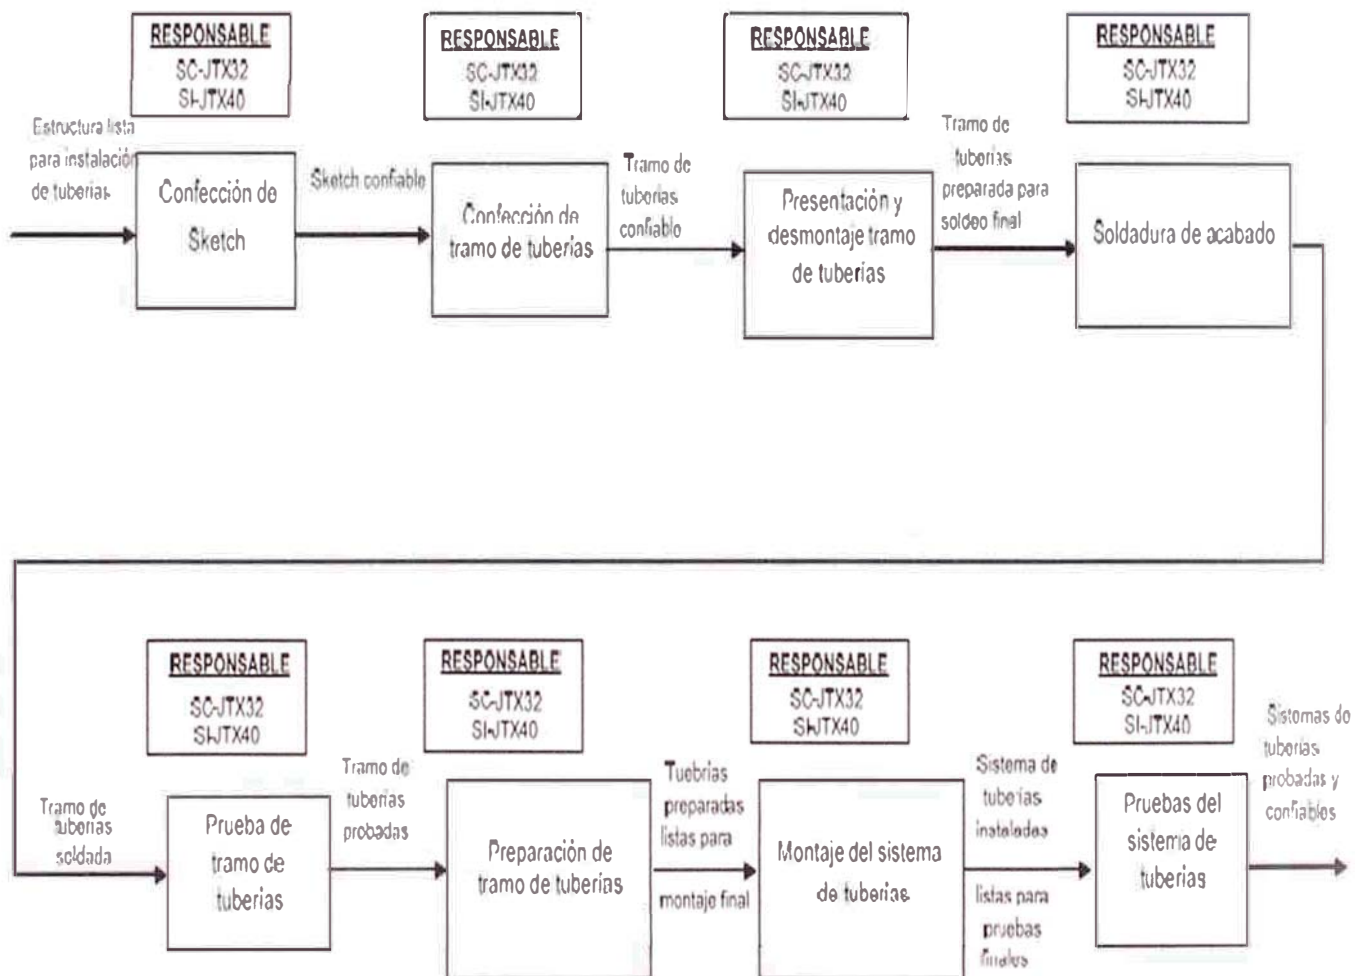 RESPONSABLE
SC-JTX32
SI-JTX40
RESPONSABLE
SC-JTX32
SI-JTX40
RESPONSABLE
SC-JTX32
SI-JTX40
RESPONSABLE
SC-JTX32
SI-JTX40
Estructura lista
para instalación
de tuberías
Confección de
Sketch
Sketch confiable
Confección de
tramo de tuberías
Tramo de
tuberías
confiable
Presentación y
desmontaje tramo
de tuberías
Tramo de
tuberías
preparada para
soldeo final
Soldadura de acabado
RESPONSABLE
SC-JTX32
SI-JTX40
RESPONSABLE
SC-JTX32
SI-JTX40
RESPONSABLE
SC-JTX32
SI-JTX40
RESPONSABLE
SC-JTX32
SI-JTX40
Tramo de
tuberías
soldada
Prueba de
tramo de
tuberias
Tramo de
tuberías
probadas
Preparación de
tramo de tuberías
Tuebrías
preparadas
listas para
montaje final
Montaje del sistema
de tuberias
Sistema de
tuberías
instaladas
listas para
pruebas
finales
Pruebas del
sistema de
tuberias
Sistemas de
tuberías
probadas y
confiables